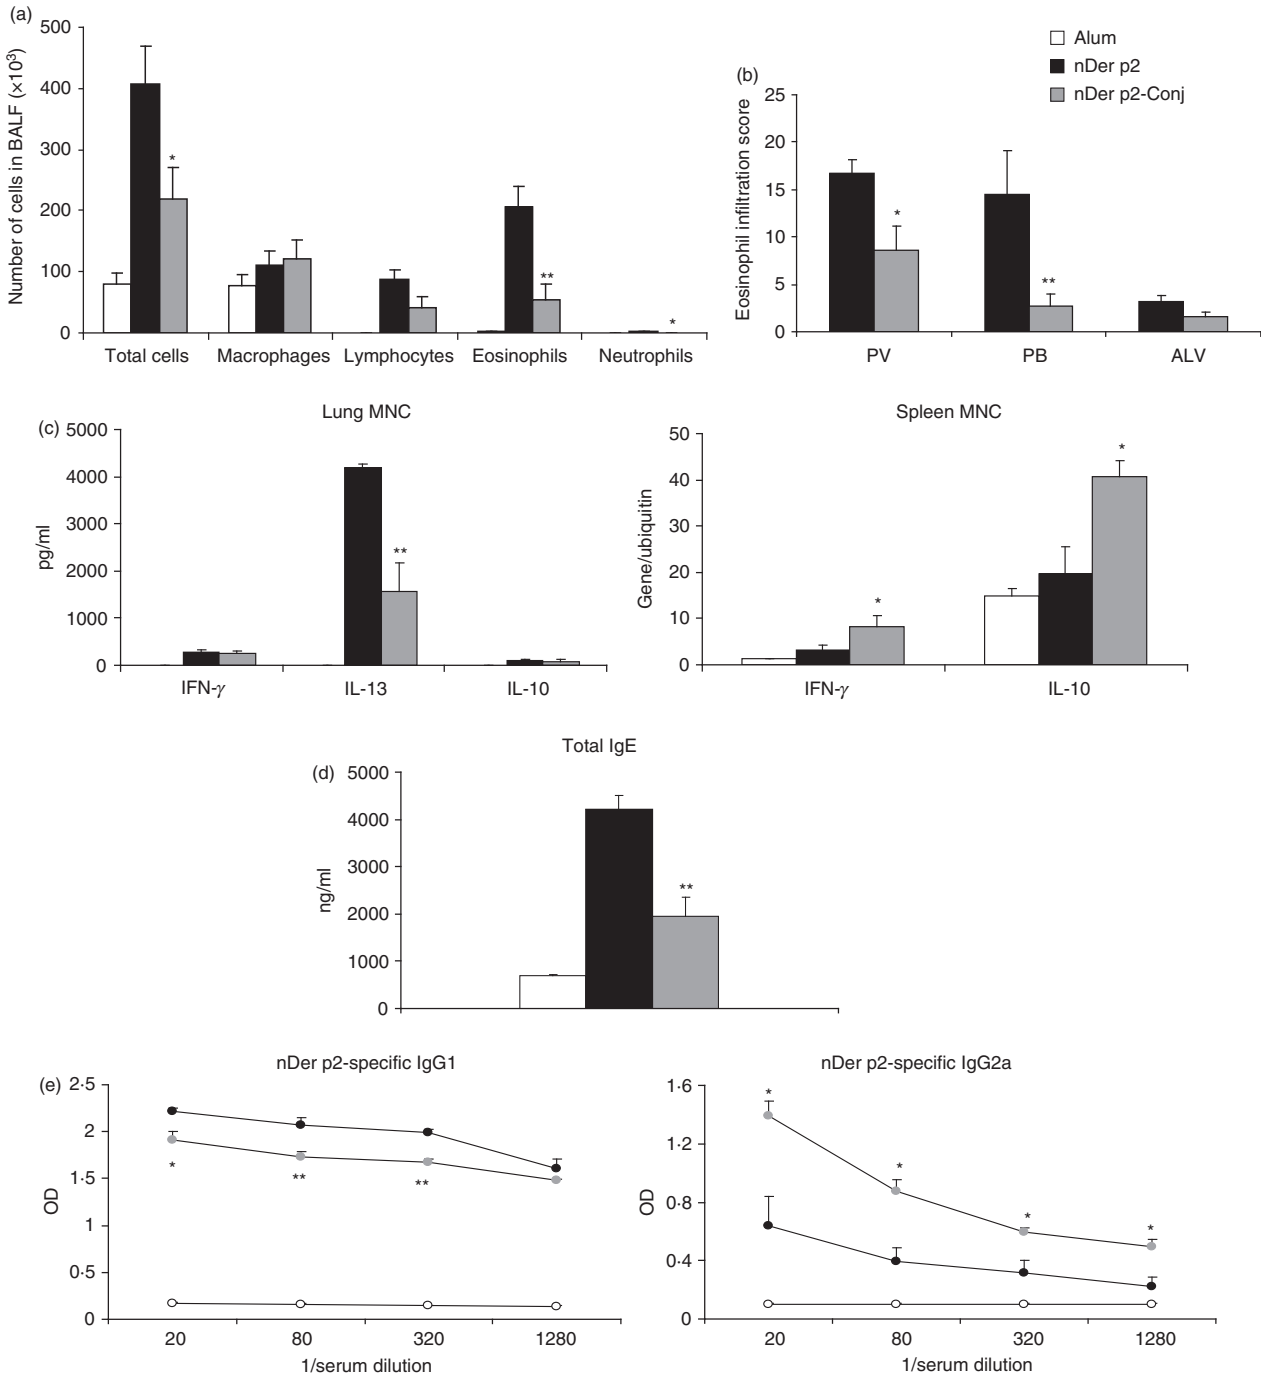 (a)
500
400
300
200
100
0
Number of cells in BALF (×10³)
*
**
*
Total cells Macrophages Lymphocytes Eosinophils Neutrophils
Alum
nDer p2
nDer p2-Conj
(b)
25
20
15
10
5
0
Eosinophil infiltration score
*
**
PV PB ALV
(c)
Lung MNC
5000
4000
3000
2000
1000
0
pg/ml
**
IFN-γ IL-13 IL-10
Spleen MNC
50
40
30
20
10
0
Gene/ubiquitin
*
*
IFN-γ IL-10
(d)
Total IgE
5000
4000
3000
2000
1000
0
ng/ml
**
(e)
nDer p2-specific IgG1
2·5
2
1·5
1
0·5
0
OD
*
**
**
20 80 320 1280
1/serum dilution
nDer p2-specific IgG2a
1·6
1·2
0·8
0·4
0
OD
*
*
*
*
20 80 320 1280
1/serum dilution